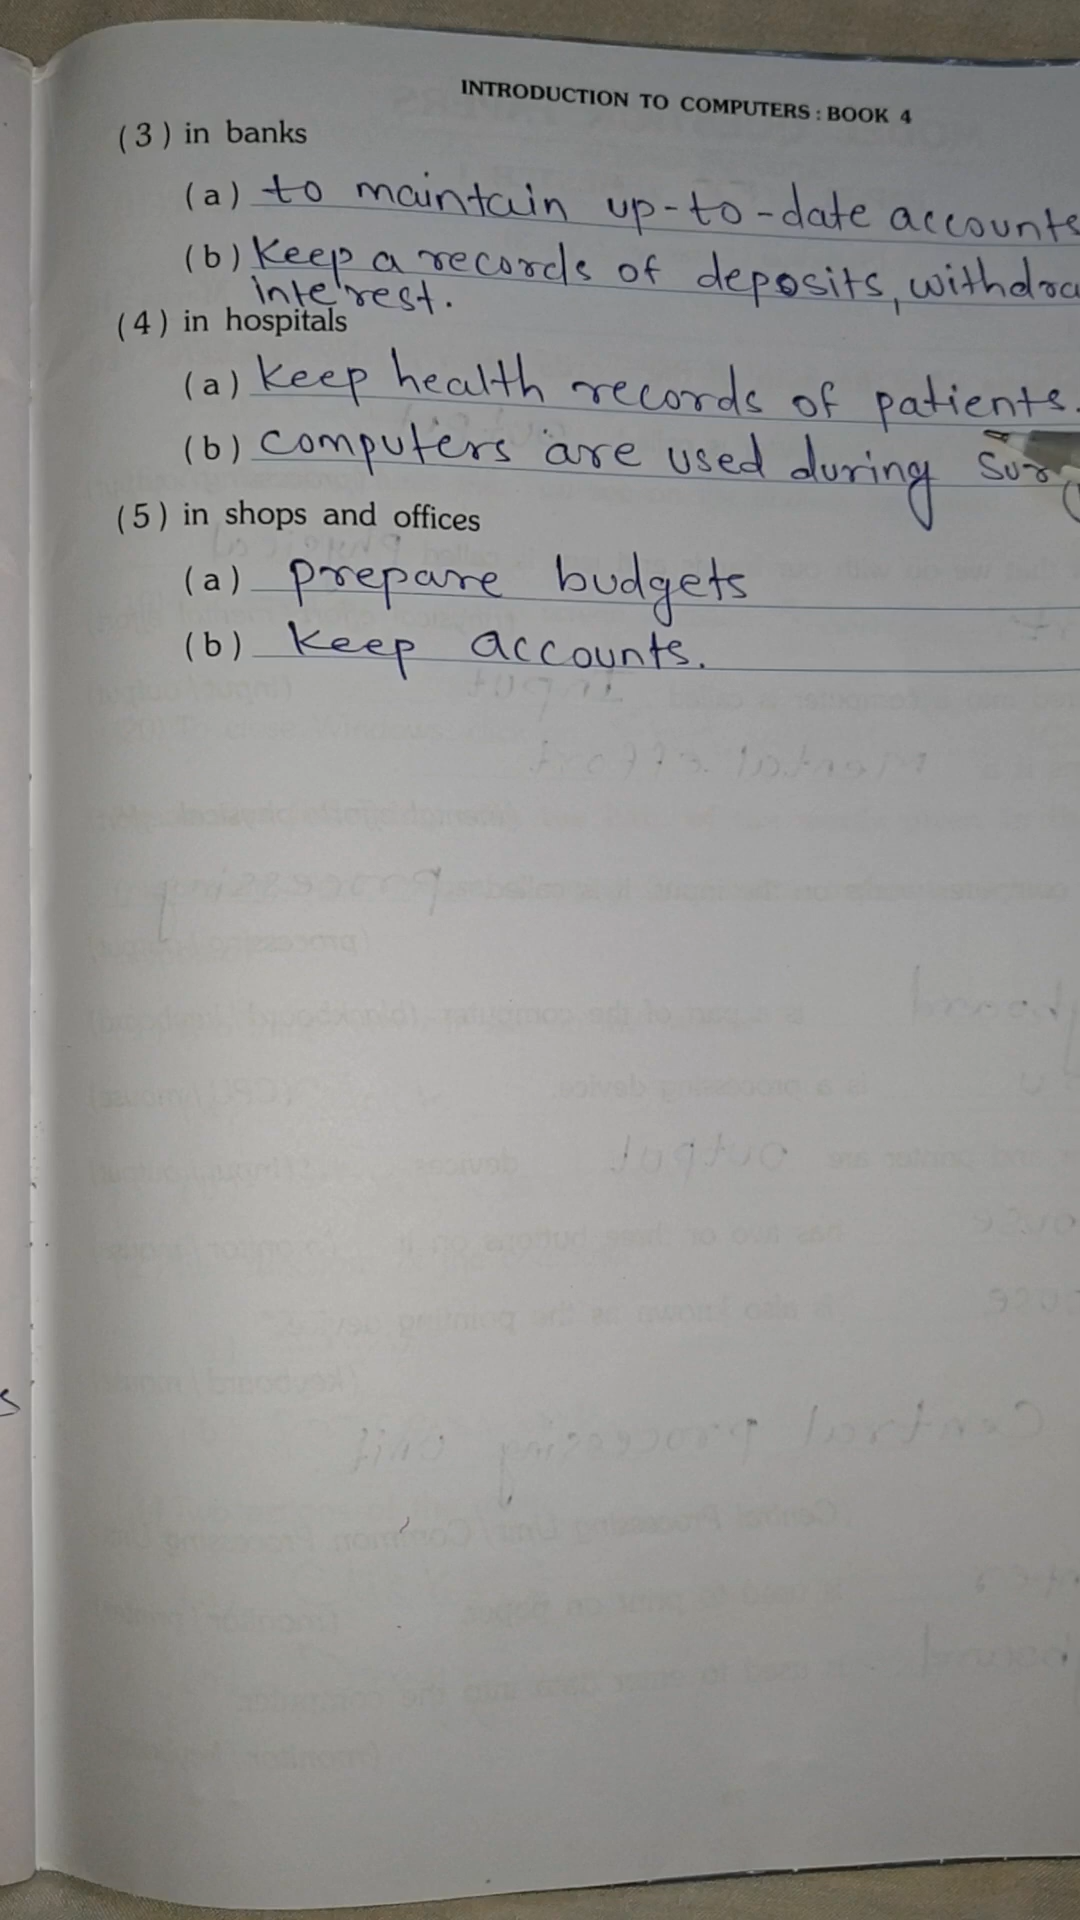 INTRODUCTION TO COMPUTERS : BOOK 4
(3) in banks
(a) to maintain up-to-date accounts
(b) keep a records of deposits, withdra
interest.
(4) in hospitals
(a) keep health records of patients.
(b) computers are used during sur
(5) in shops and offices
(a) prepare budgets
(b) keep accounts.